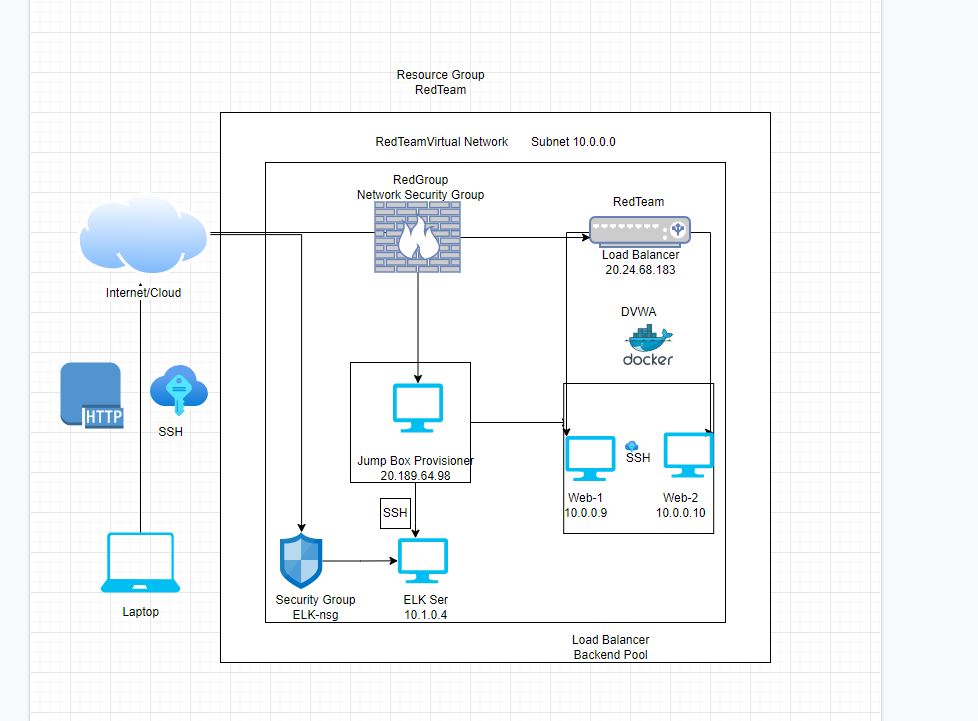 Resource Group
RedTeam
RedTeamVirtual Network Subnet 10.0.0.0
RedGroup
Network Security Group
RedTeam
Load Balancer
20.24.68.183
Internet/Cloud
DVWA
docker
HTTP
SSH
Jump Box Provisioner
20.189.64.98
SSH
Web-1
10.0.0.9
Web-2
10.0.0.10
SSH
Security Group
ELK-nsg
ELK Ser
10.1.0.4
Laptop
Load Balancer
Backend Pool